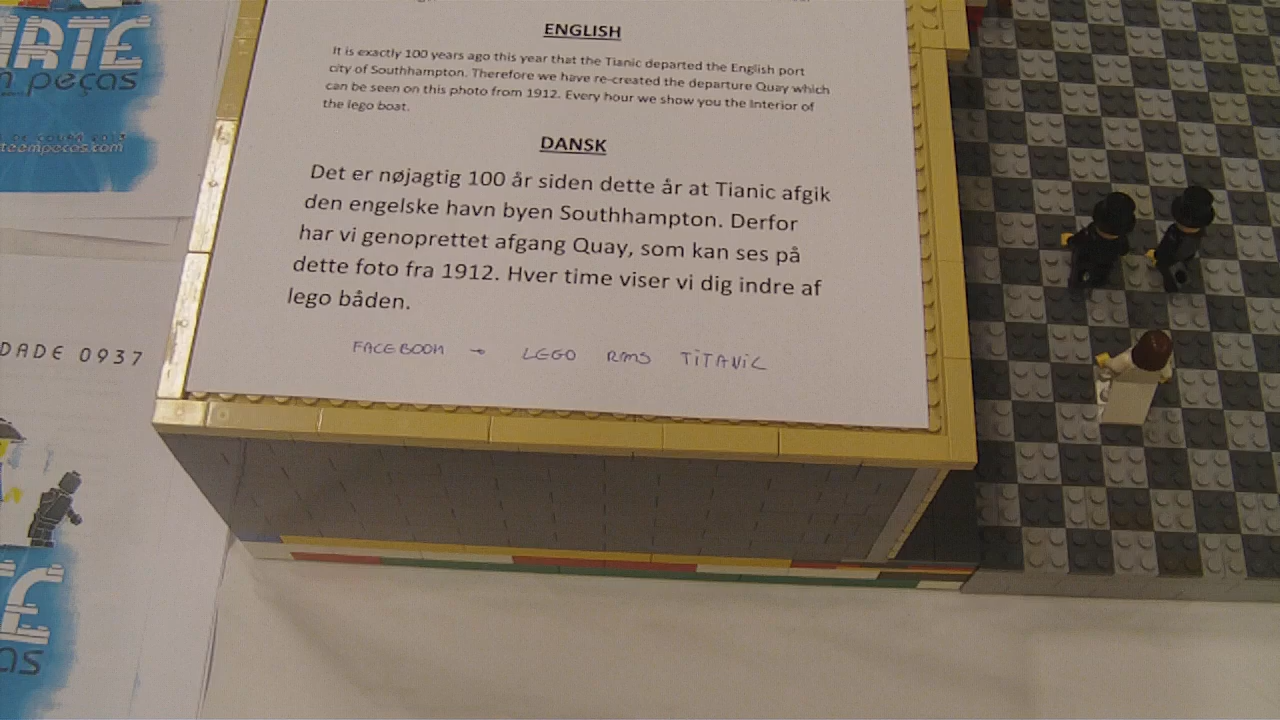 ENGLISH
It is exactly 100 years ago this year that the Tianic departed the English port
city of Southhampton. Therefore we have re-created the departure Quay which
can be seen on this photo from 1912. Every hour we show you the Interior of
the lego boat.
DANSK
Det er nøjagtig 100 år siden dette år at Tianic afgik
den engelske havn byen Southhampton. Derfor
har vi genoprettet afgang Quay, som kan ses på
dette foto fra 1912. Hver time viser vi dig indre af
lego båden.
FACEBOOK → LEGO RMS TiTANiC
ARTE
peças
DADE 0937